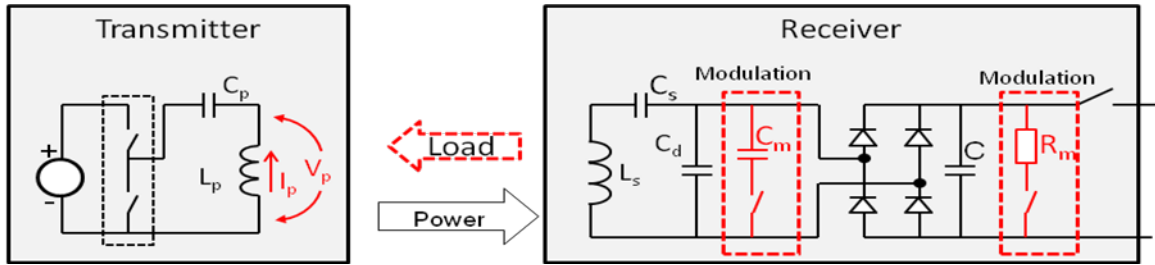 Transmitter
Cp
+
-
Lp
Ip
Vp
Load
Power
Receiver
Modulation
Modulation
Cs
Cd
Cm
Ls
C
Rm